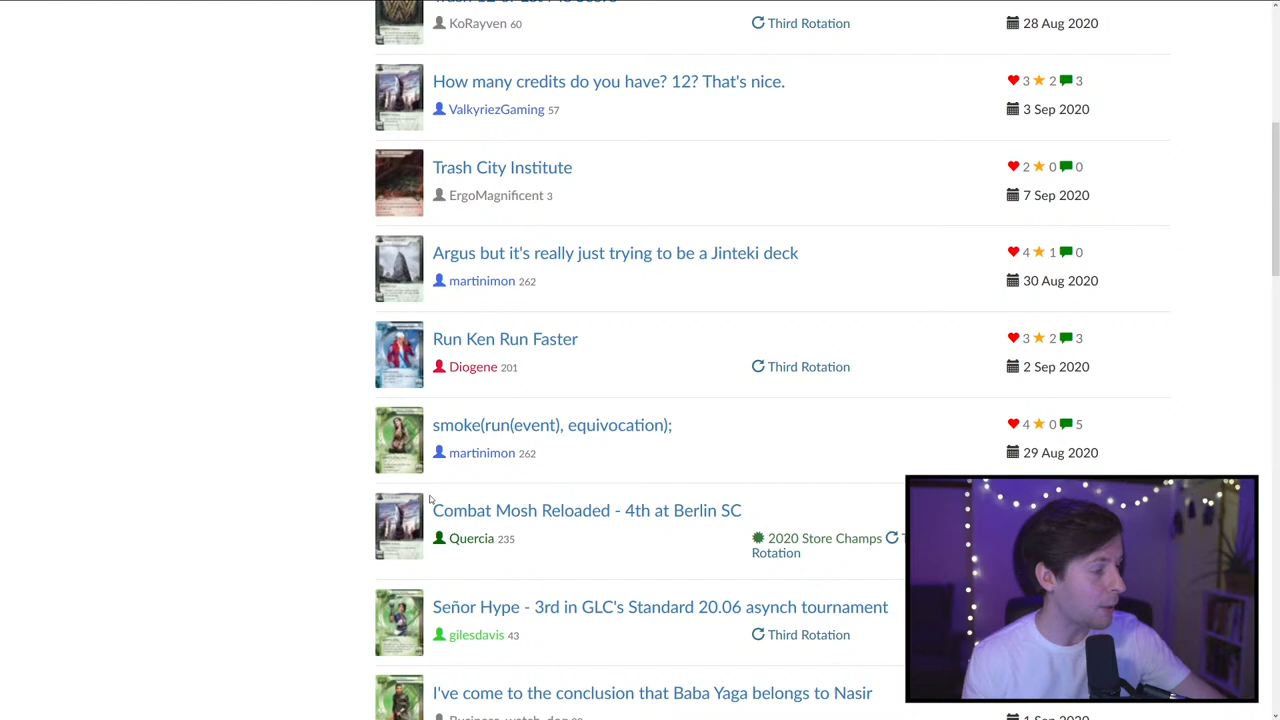 KoRayven 60
Third Rotation
28 Aug 202
How many credits do you have? 12? That's nice.
3 2 3
ValkyriezGaming 57
3 Sep 2020
Trash City Institute
2 0 0
ErgoMagnificent 3
7 Sep 2020
Argus but it's really just trying to be a Jinteki deck
4 1 0
martinimon 262
30 Aug 202
Run Ken Run Faster
3 2 3
Diogene 201
Third Rotation
2 Sep 2020
smoke(run(event), equivocation);
4 0 5
martinimon 262
29 Aug 202
Combat Mosh Reloaded - 4th at Berlin SC
Quercia 235
2020 Store Champs
Rotation
Señor Hype - 3rd in GLC's Standard 20.06 asynch tournament
gilesdavis 43
Third Rotation
I've come to the conclusion that Baba Yaga belongs to Nasir